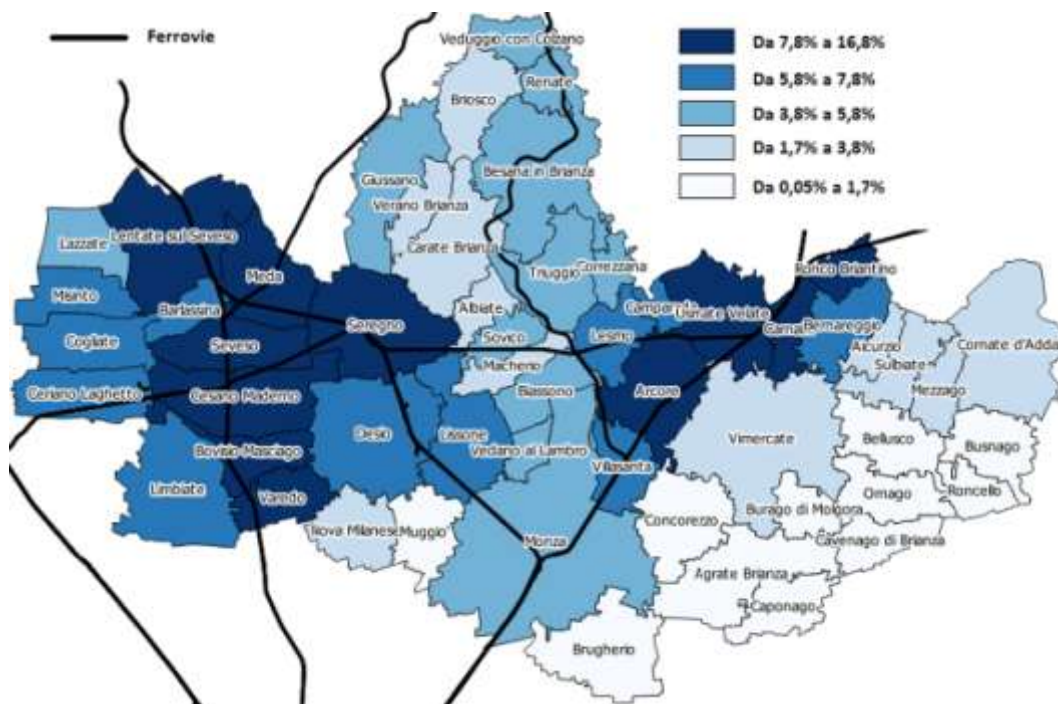 Ferrovie
Da 7,8% a 16,8%
Da 5,8% a 7,8%
Da 3,8% a 5,8%
Da 1,7% a 3,8%
Da 0,05% a 1,7%
Veduggio con Colzano
Renate
Briosco
Besana in Brianza
Giussano
Verano Brianza
Carate Brianza
Triuggio
Correzzana
Lazzate
Lentate sul Seveso
Meda
Misinto
Barlassina
Cogliate
Seveso
Seregno
Albiate
Sovico
Macherio
Lesmo
Usmate Velate
Ronco Briantino
Bernareggio
Aicurzio
Sulbiate
Mezzago
Cornate d'Adda
Ceriano Laghetto
Cesano Maderno
Biassono
Arcore
Desio
Lissone
Vedano al Lambro
Villasanta
Vimercate
Bellusco
Busnago
Bovisio Masciago
Limbiate
Varedo
Nova Milanese
Muggio
Monza
Concorezzo
Burago di Molgora
Ornago
Roncello
Cavenago di Brianza
Agrate Brianza
Caponago
Brugherio